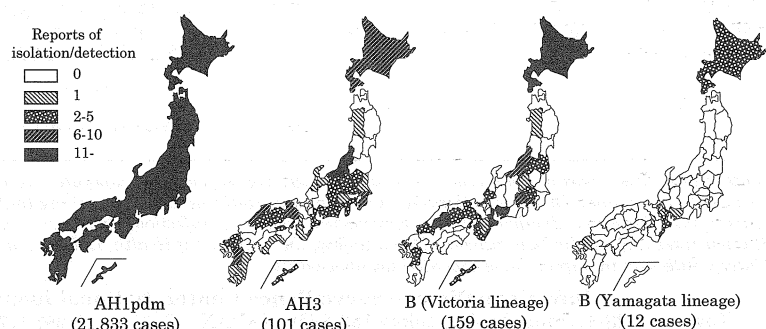 Reports of
isolation/detection
0
1
2-5
6-10
11-
AH1pdm
(21,833 cases)
AH3
(101 cases)
B (Victoria lineage)
(159 cases)
B (Yamagata lineage)
(12 cases)